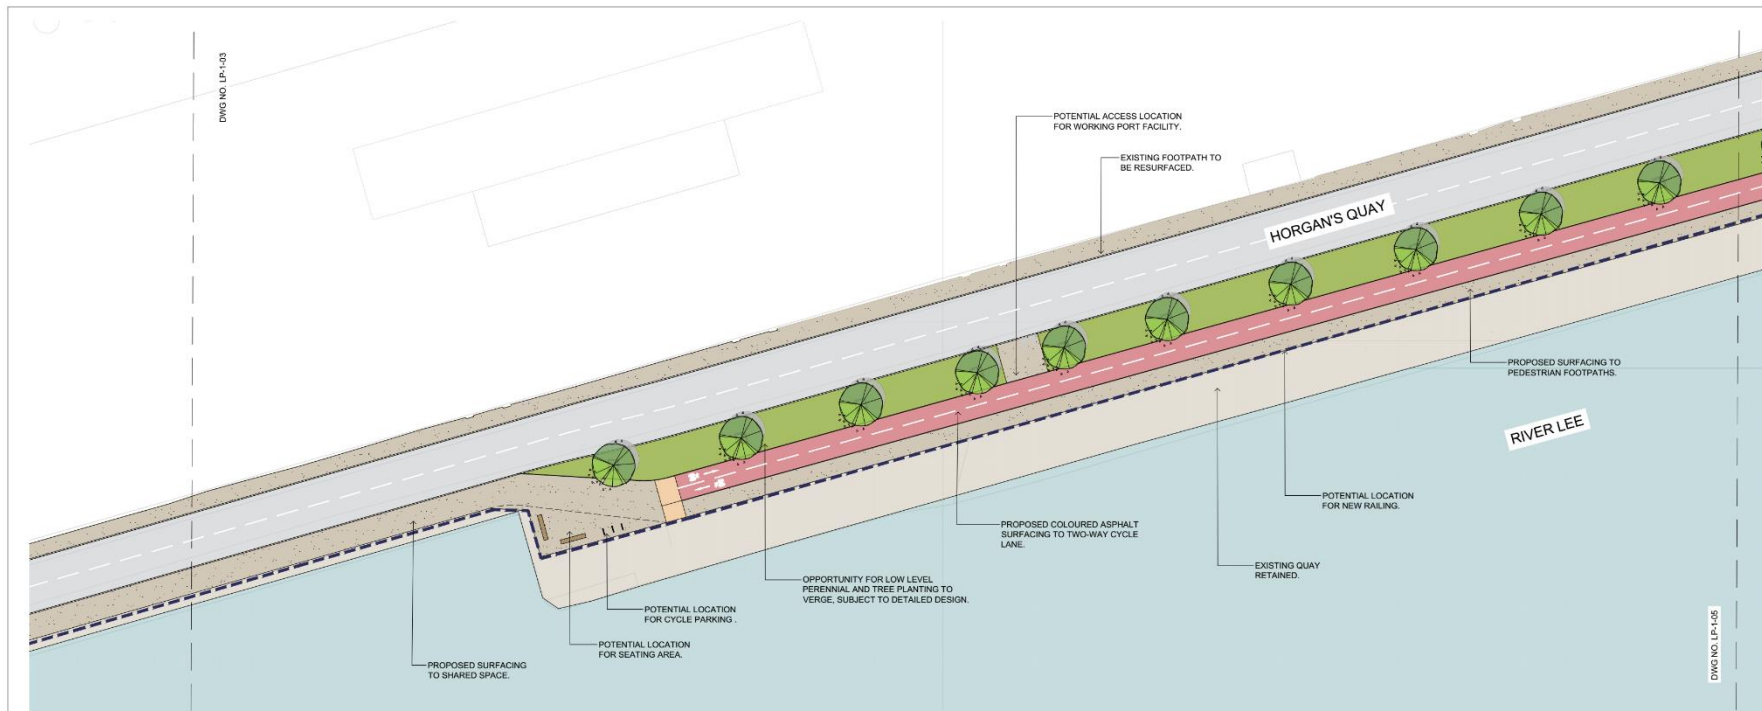 DWG NO. LP-1-03
POTENTIAL ACCESS LOCATION
FOR WORKING PORT FACILITY.
EXISTING FOOTPATH TO
BE RESURFACED.
HORGAN'S QUAY
PROPOSED SURFACING TO
PEDESTRIAN FOOTPATHS.
RIVER LEE
POTENTIAL LOCATION
FOR NEW RAILING.
PROPOSED COLOURED ASPHALT
SURFACING TO TWO-WAY CYCLE
LANE.
EXISTING QUAY
RETAINED.
OPPORTUNITY FOR LOW LEVEL
PERENNIAL AND TREE PLANTING TO
VERGE, SUBJECT TO DETAILED DESIGN.
POTENTIAL LOCATION
FOR CYCLE PARKING .
POTENTIAL LOCATION
FOR SEATING AREA.
PROPOSED SURFACING
TO SHARED SPACE.
DWG NO. LP-1-05